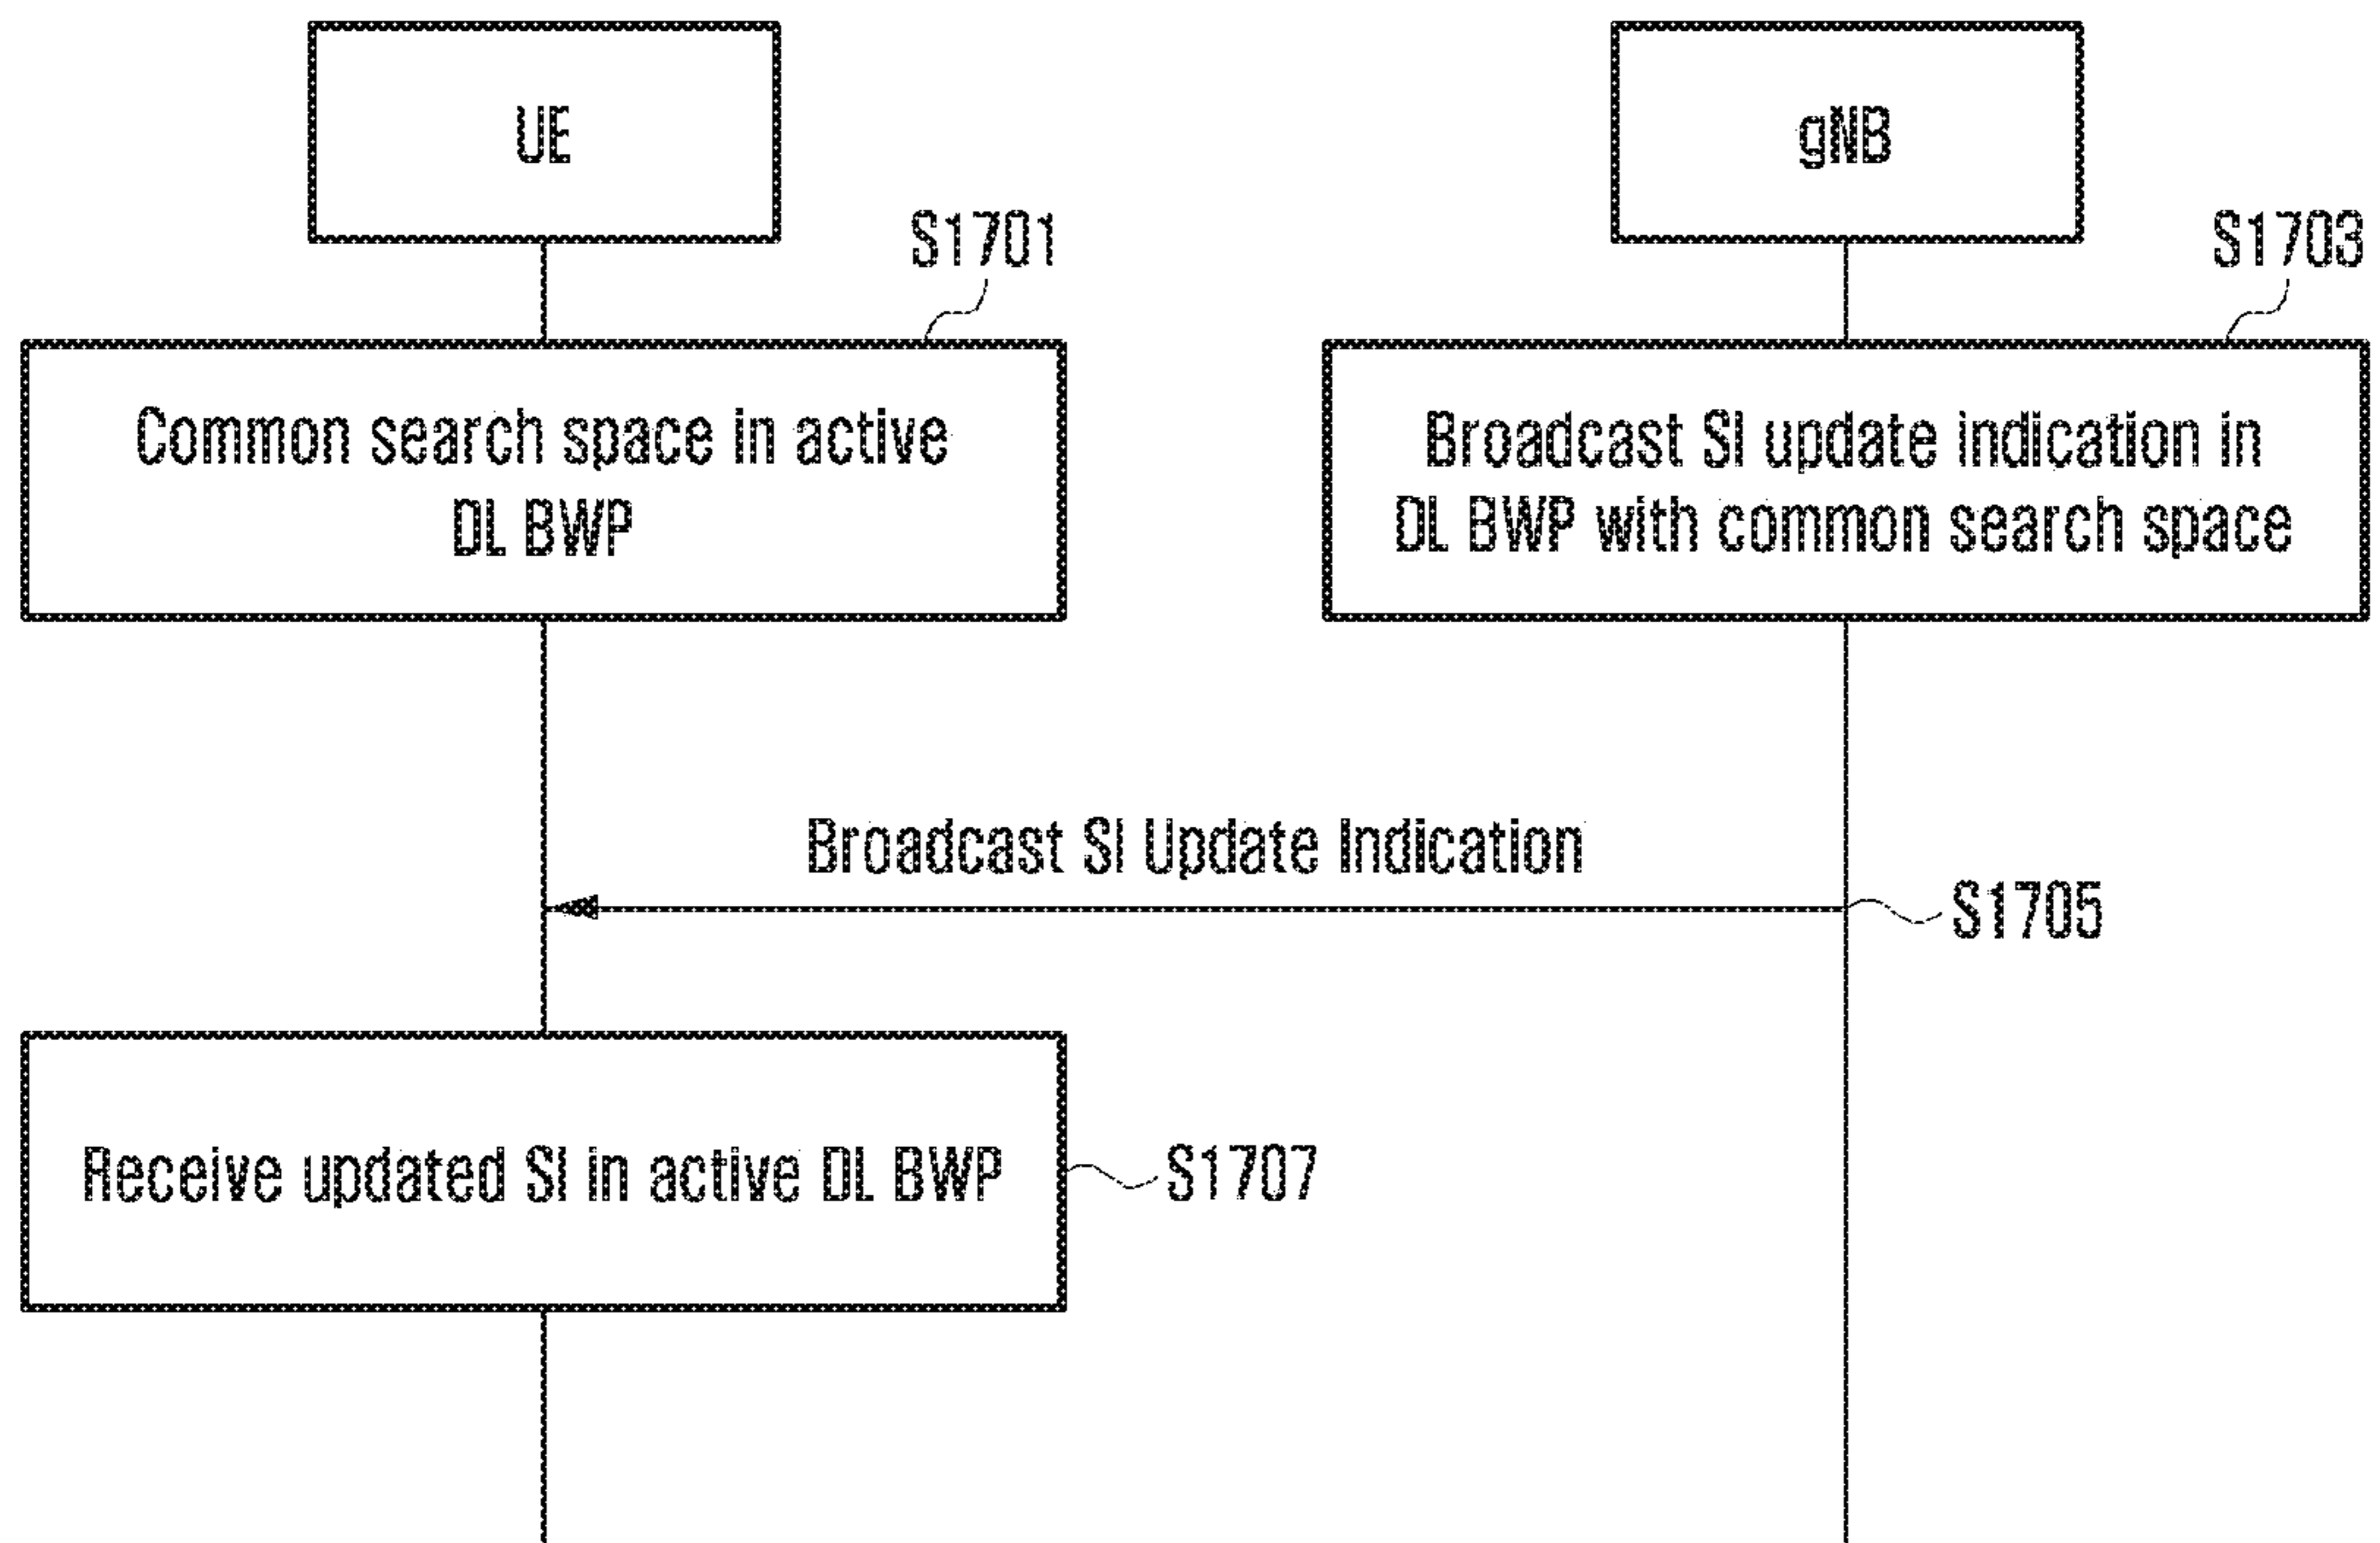 UE
gNB
S1701
S1703
Common search space in active
DL BWP
Broadcast SI update indication in
DL BWP with common search space
Broadcast SI Update Indication
S1705
Receive updated SI in active DL BWP
S1707